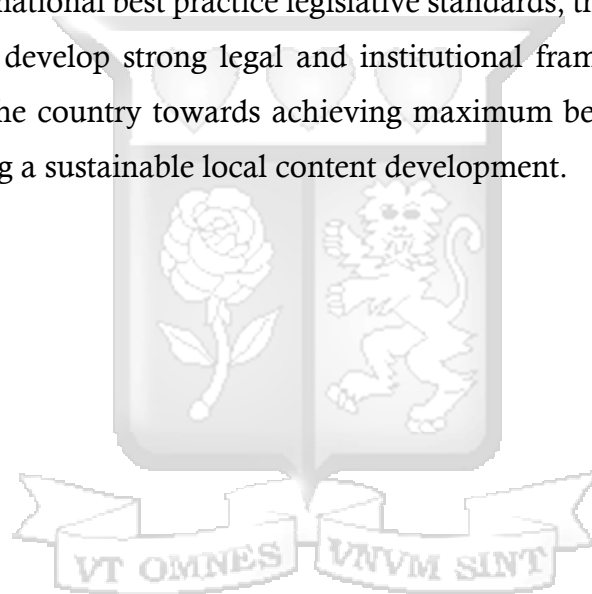 national best practice legislative standards, th
develop strong legal and institutional fram
he country towards achieving maximum be
g a sustainable local content development.
VT OMNES VNVM SINT